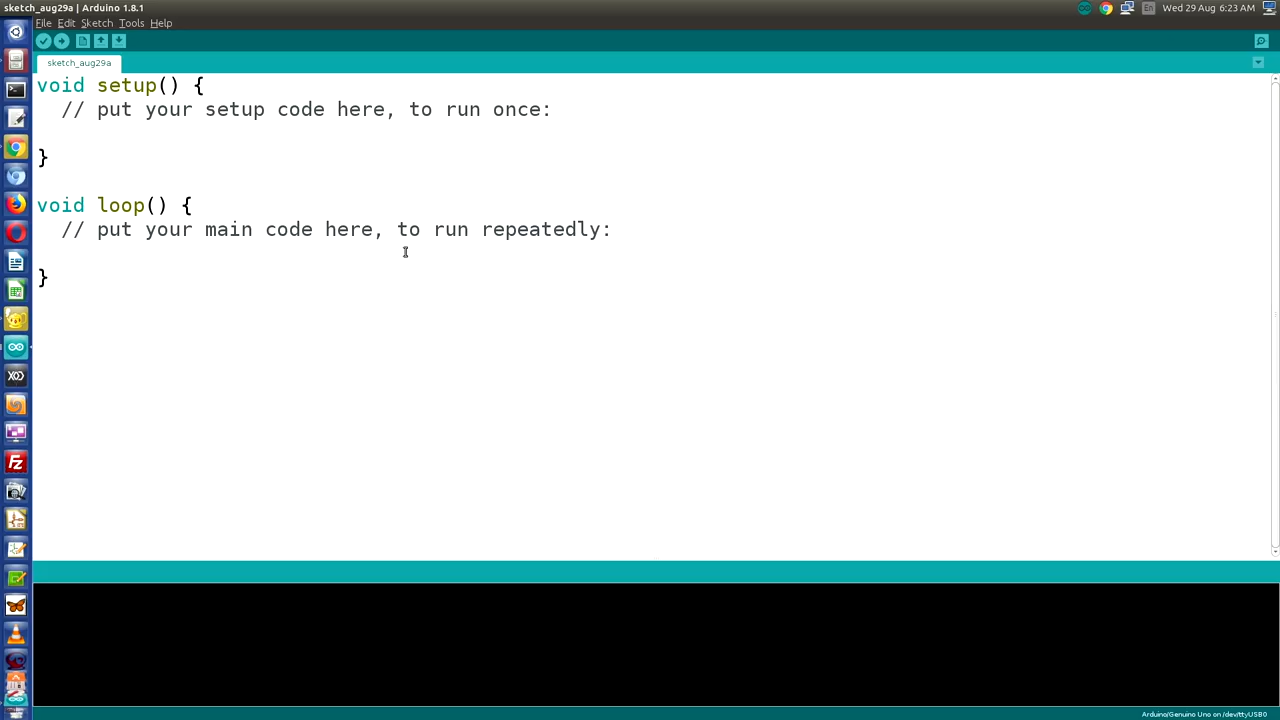 sketch_aug29a | Arduino 1.8.1
En Wed 29 Aug 6:23 AM
File Edit Sketch Tools Help
sketch_aug29a
void setup() {
  // put your setup code here, to run once:
}
void loop() {
  // put your main code here, to run repeatedly:
}
Fz
Arduino/Genuino Uno on /dev/ttyUSB0